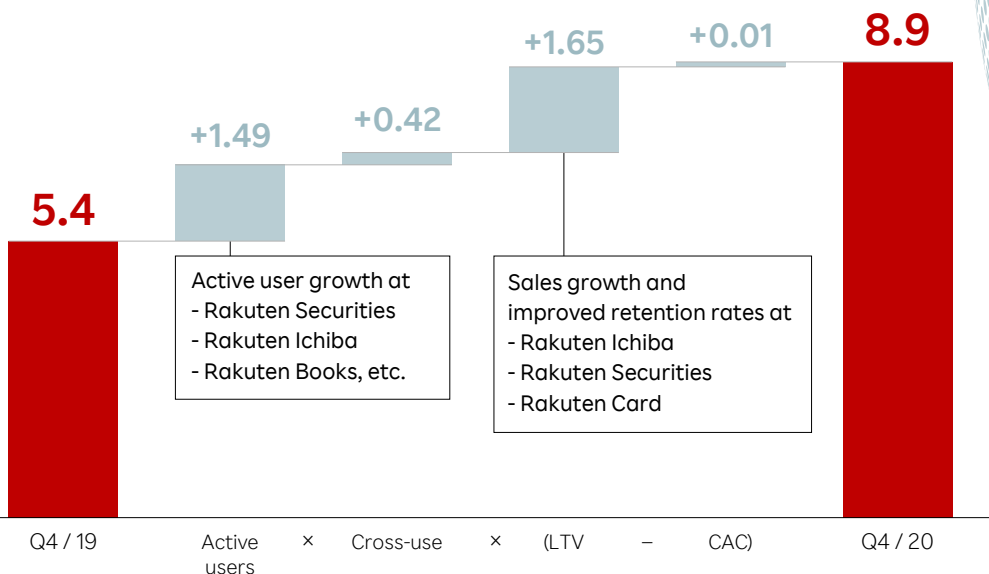 8.9
+1.65
+0.01
+0.42
+1.49
5.4
Active user growth at
- Rakuten Securities
- Rakuten Ichiba
- Rakuten Books, etc.
Sales growth and
improved retention rates at
- Rakuten Ichiba
- Rakuten Securities
- Rakuten Card
Q4 / 19
Active
users
×
Cross-use
×
(LTV
–
CAC)
Q4 / 20